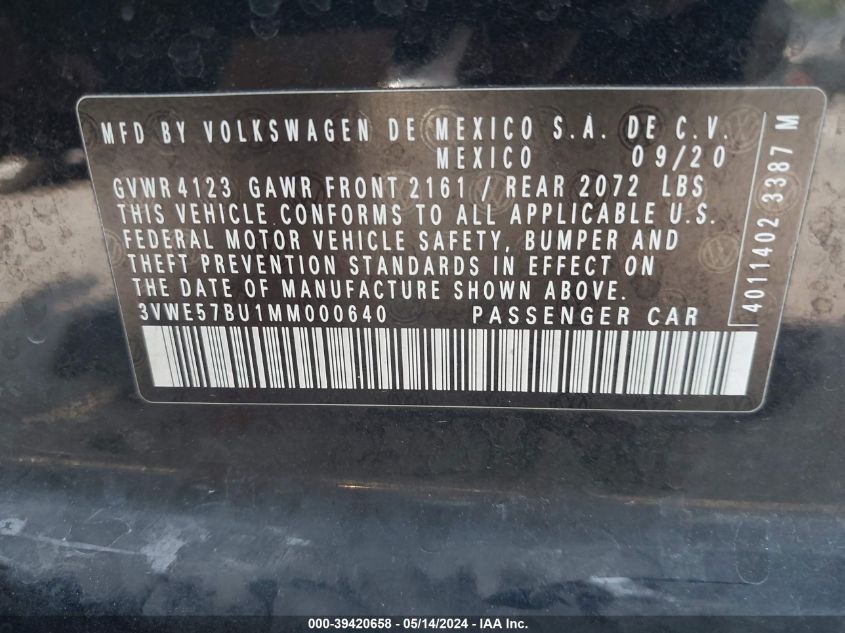 MFD BY VOLKSWAGEN DE MEXICO S.A. DE C.V.
MEXICO 09/20
GVWR 4123 GAWR FRONT 2161 / REAR 2072 LBS
THIS VEHICLE CONFORMS TO ALL APPLICABLE U.S.
FEDERAL MOTOR VEHICLE SAFETY, BUMPER AND
THEFT PREVENTION STANDARDS IN EFFECT ON
THE DATE OF MANUFACTURE SHOWN ABOVE.
3VWE57BU1MM000640 PASSENGER CAR
4011402 3387 M
000-39420658 - 05/14/2024 - IAA Inc.